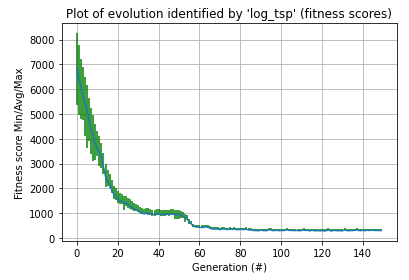 Plot of evolution identified by 'log_tsp' (fitness scores)
Fitness score Min/Avg/Max
8000
7000
6000
5000
4000
3000
2000
1000
0
0 20 40 60 80 100 120 140
Generation (#)